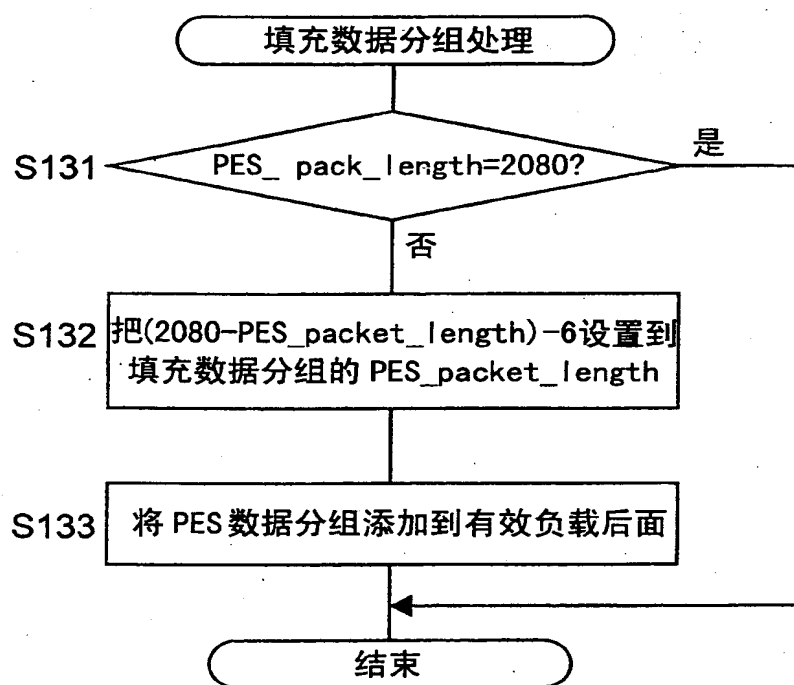 填充数据分组处理
S131
PES_ pack_length=2080?
是
否
S132
把(2080-PES_packet_length)-6设置到
填充数据分组的 PES_packet_length
S133
将 PES 数据分组添加到有效负载后面
结束